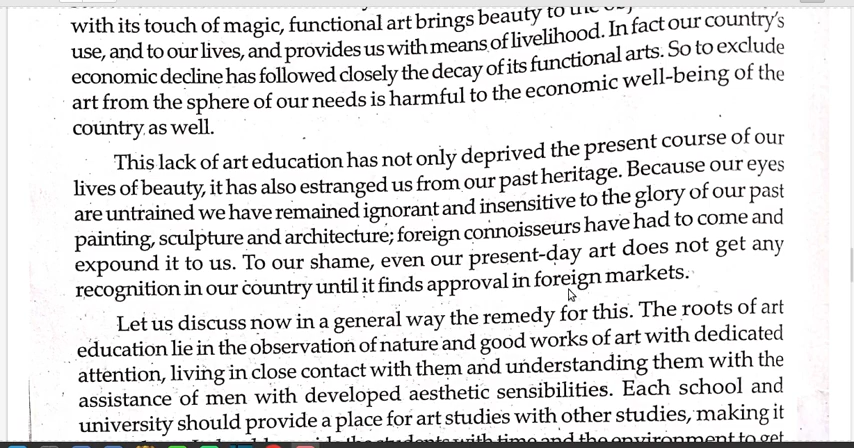 with its touch of magic, functional art brings beauty to the
use, and to our lives, and provides us with means of livelihood. In fact our country's
economic decline has followed closely the decay of its functional arts. So to exclude
art from the sphere of our needs is harmful to the economic well-being of the
country as well.
This lack of art education has not only deprived the present course of our
lives of beauty, it has also estranged us from our past heritage. Because our eyes
are untrained we have remained ignorant and insensitive to the glory of our past
painting, sculpture and architecture; foreign connoisseurs have had to come and
expound it to us. To our shame, even our present-day art does not get any
recognition in our country until it finds approval in foreign markets.
Let us discuss now in a general way the remedy for this. The roots of art
education lie in the observation of nature and good works of art with dedicated
attention, living in close contact with them and understanding them with the
assistance of men with developed aesthetic sensibilities. Each school and
university should provide a place for art studies with other studies, making it
students with time and the environment to get